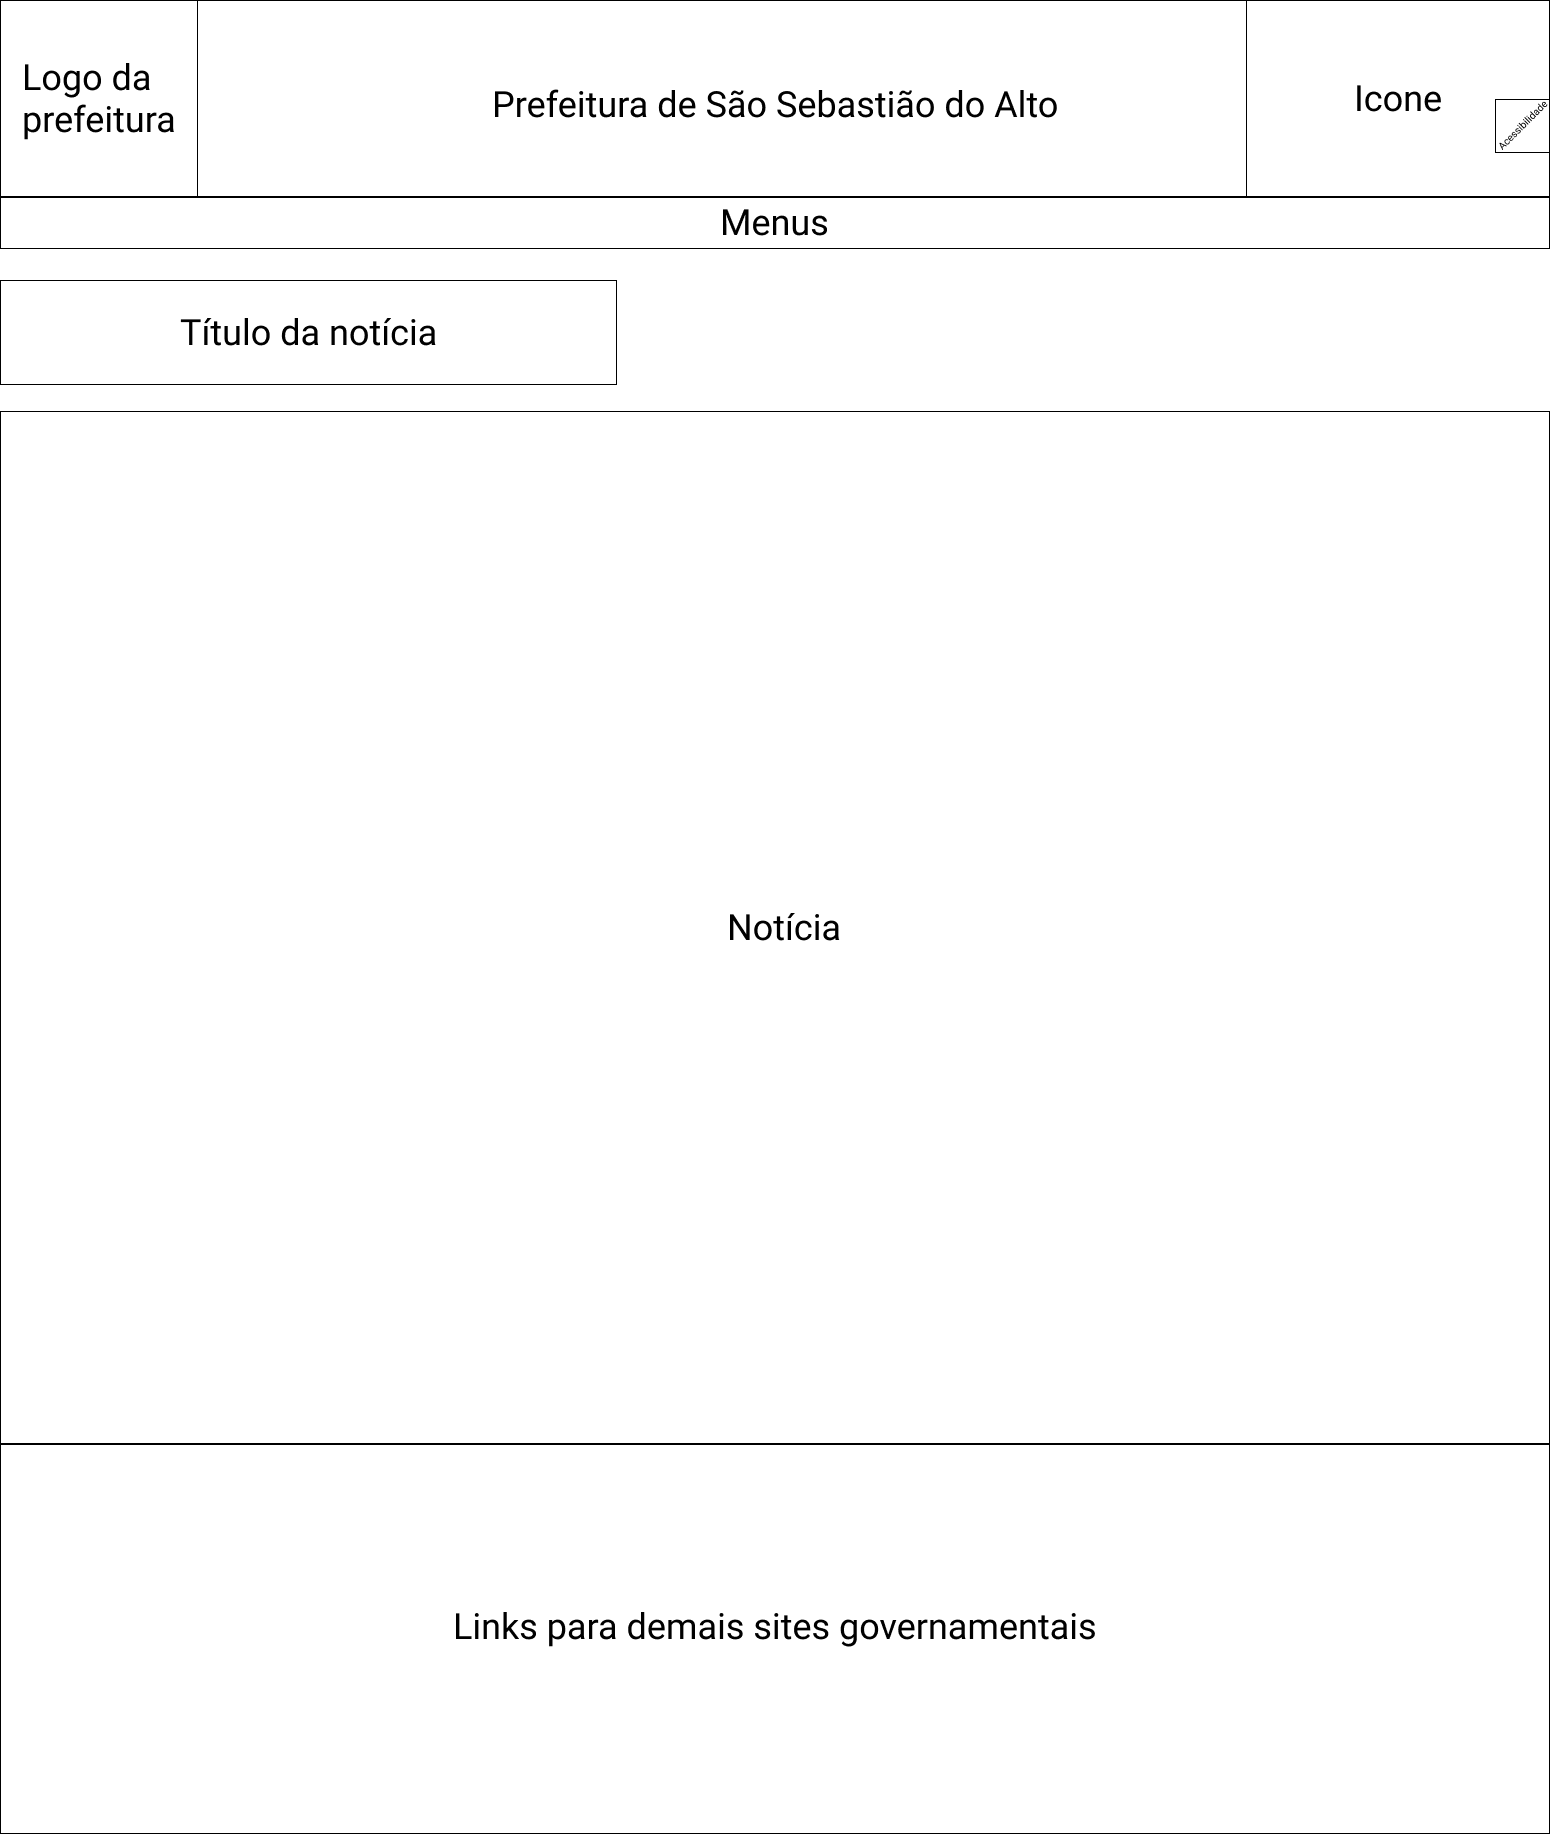 Logo da
prefeitura
Prefeitura de São Sebastião do Alto
Icone
Acessibilidade
Menus
Título da notícia
Notícia
Links para demais sites governamentais